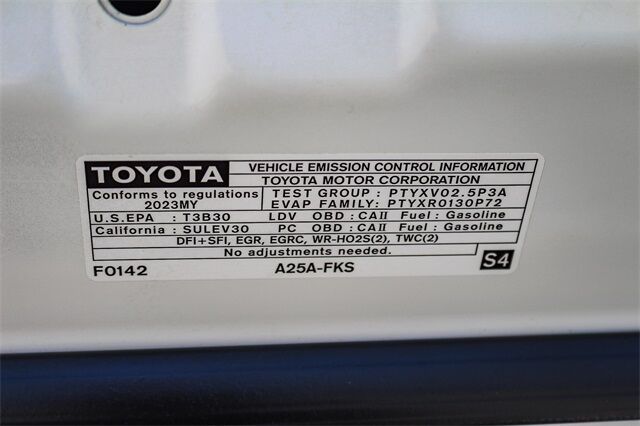 TOYOTA VEHICLE EMISSION CONTROL INFORMATION
TOYOTA MOTOR CORPORATION
Conforms to regulations TEST GROUP : PTYXV02.5P3A
2023MY EVAP FAMILY: PTYXR0130P72
U.S.EPA : T3B30 LDV OBD : CAII Fuel : Gasoline
California : SULEV30 PC OBD : CAII Fuel : Gasoline
DFI+SFI, EGR, EGRC, WR-HO2S(2), TWC(2)
No adjustments needed.
F0142 A25A-FKS S4